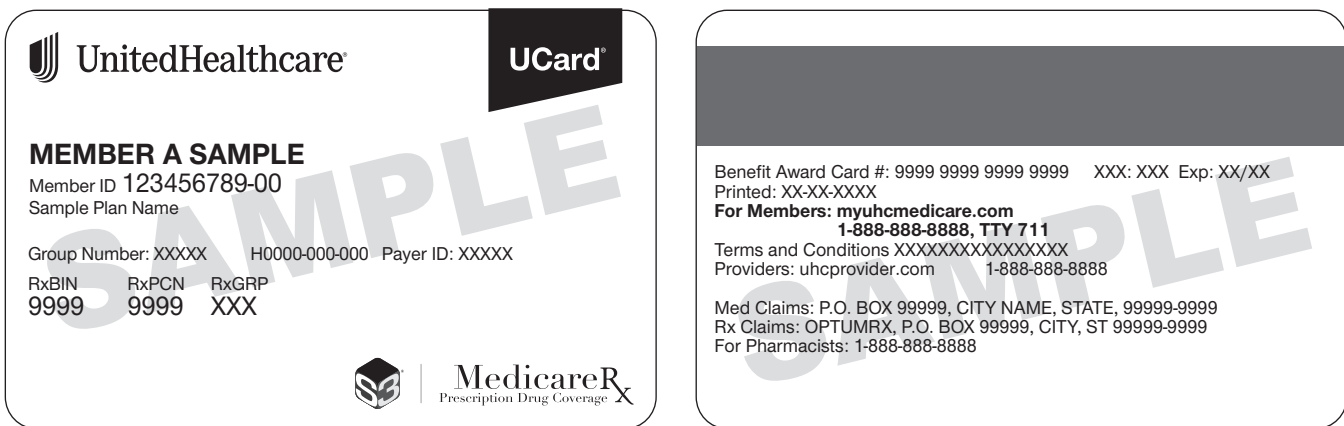 UnitedHealthcare®
UCard®
MEMBER A SAMPLE
Member ID 123456789-00
Sample Plan Name
Group Number: XXXXX H0000-000-000 Payer ID: XXXXX
RxBIN RxPCN RxGRP
9999 9999 XXX
SAMPLE
S3
MedicareRx
Prescription Drug Coverage
Benefit Award Card #: 9999 9999 9999 9999 XXX: XXX Exp: XX/XX
Printed: XX-XX-XXXX
For Members: myuhcmedicare.com
1-888-888-8888, TTY 711
Terms and Conditions XXXXXXXXXXXXXXXX
Providers: uhcprovider.com 1-888-888-8888
Med Claims: P.O. BOX 99999, CITY NAME, STATE, 99999-9999
Rx Claims: OPTUMRX, P.O. BOX 99999, CITY, ST 99999-9999
For Pharmacists: 1-888-888-8888
SAMPLE